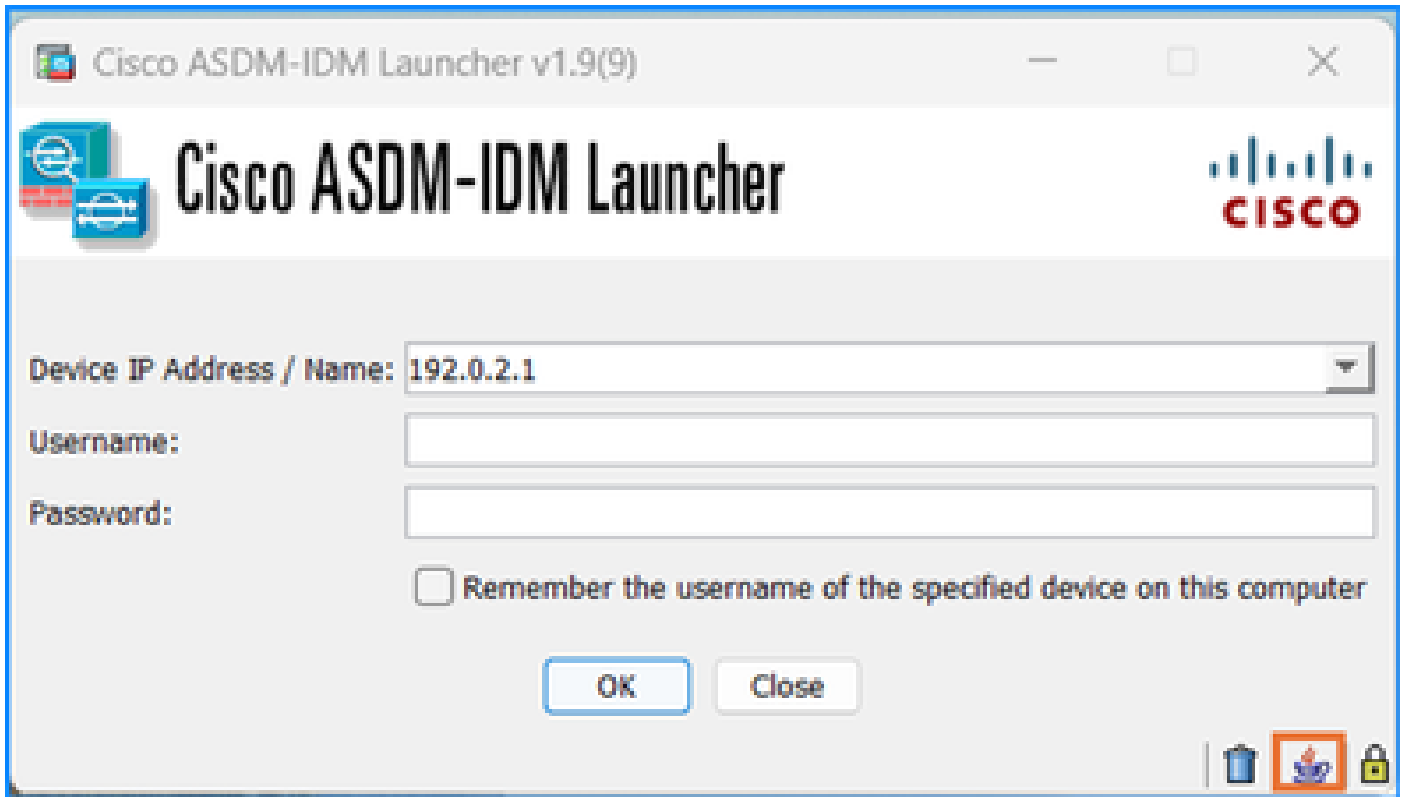 Cisco ASDM-IDM Launcher v1.9(9)
Cisco ASDM-IDM Launcher
CISCO
Device IP Address / Name: 192.0.2.1
Username:
Password:
Remember the username of the specified device on this computer
OK Close